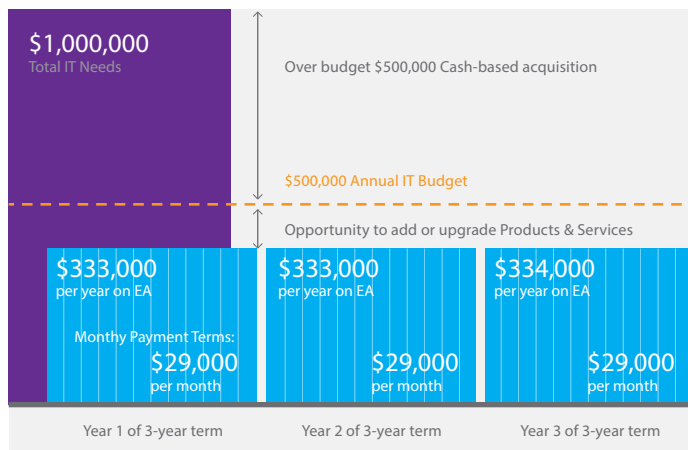 $1,000,000
Total IT Needs
Over budget $500,000 Cash-based acquisition
$500,000 Annual IT Budget
Opportunity to add or upgrade Products & Services
$333,000
per year on EA
Monthy Payment Terms:
$29,000
per month
$333,000
per year on EA
$29,000
per month
$334,000
per year on EA
$29,000
per month
Year 1 of 3-year term
Year 2 of 3-year term
Year 3 of 3-year term